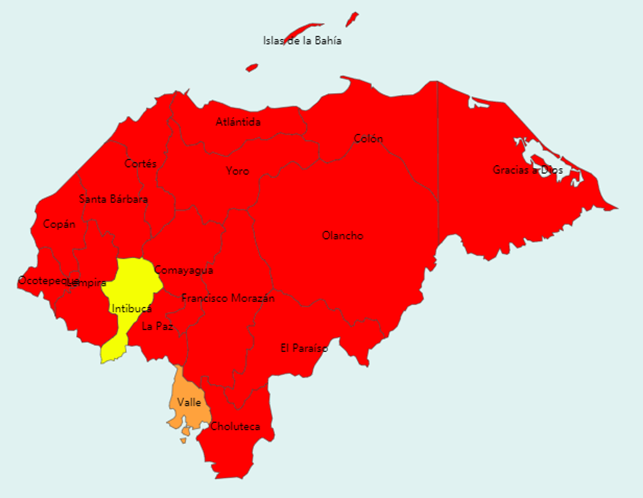 Islas de la Bahía
Atlántida
Colón
Cortés
Yoro
Gracias a Dios
Santa Bárbara
Copán
Olancho
Comayagua
Ocotepeque
Lempira
Francisco Morazán
Intibucá
La Paz
El Paraíso
Valle
Choluteca